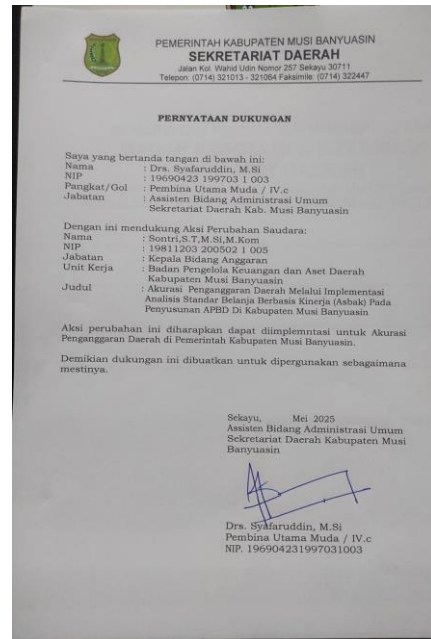 PEMERINTAH KABUPATEN MUSI BANYUASIN
SEKRETARIAT DAERAH
Jalan Kol. Wahid Udin Nomor 257 Sekayu 30711
Telepon: (0714) 321013 - 321064 Faksimile: (0714) 322447
PERNYATAAN DUKUNGAN
Saya yang bertanda tangan di bawah ini:
Nama : Drs. Syafaruddin, M.Si
NIP : 19690423 199703 1 003
Pangkat/Gol : Pembina Utama Muda / IV.c
Jabatan : Assisten Bidang Administrasi Umum
Sekretariat Daerah Kab. Musi Banyuasin
Dengan ini mendukung Aksi Perubahan Saudara:
Nama : Sontri,S.T,M.Si,M.Kom
NIP : 19811203 200502 1 005
Jabatan : Kepala Bidang Anggaran
Unit Kerja : Badan Pengelola Keuangan dan Aset Daerah
Kabupaten Musi Banyuasin
Judul : Akurasi Penganggaran Daerah Melalui Implementasi
Analisis Standar Belanja Berbasis Kinerja (Asbak) Pada
Penyusunan APBD Di Kabupaten Musi Banyuasin
Aksi perubahan ini diharapkan dapat diimplemntasi untuk Akurasi
Penganggaran Daerah di Pemerintah Kabupaten Musi Banyuasin.
Demikian dukungan ini dibuatkan untuk dipergunakan sebagaimana
mestinya.
Sekayu, Mei 2025
Assisten Bidang Administrasi Umum
Sekretariat Daerah Kabupaten Musi
Banyuasin
Drs. Syafaruddin, M.Si
Pembina Utama Muda / IV.c
NIP. 196904231997031003